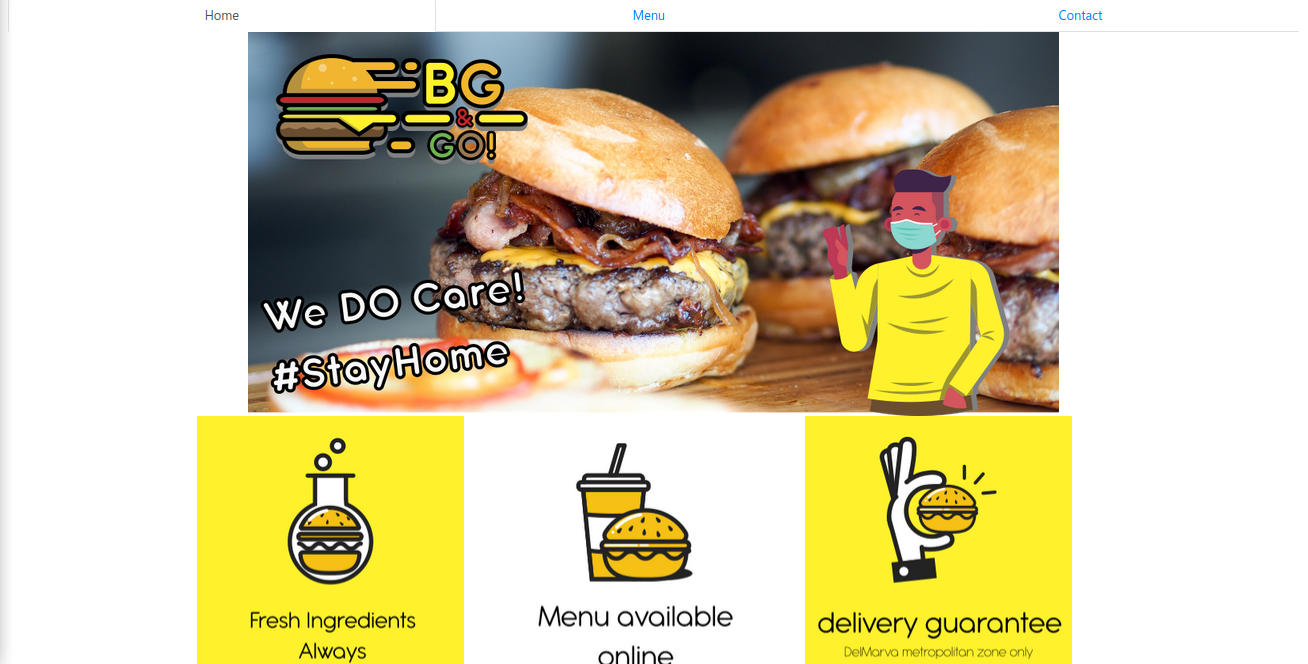 Home
Menu
Contact
BG
&
GO!
We DO Care!
#StayHome
Fresh Ingredients
Always
Menu available
online
delivery guarantee
DelMarva metropolitan zone only